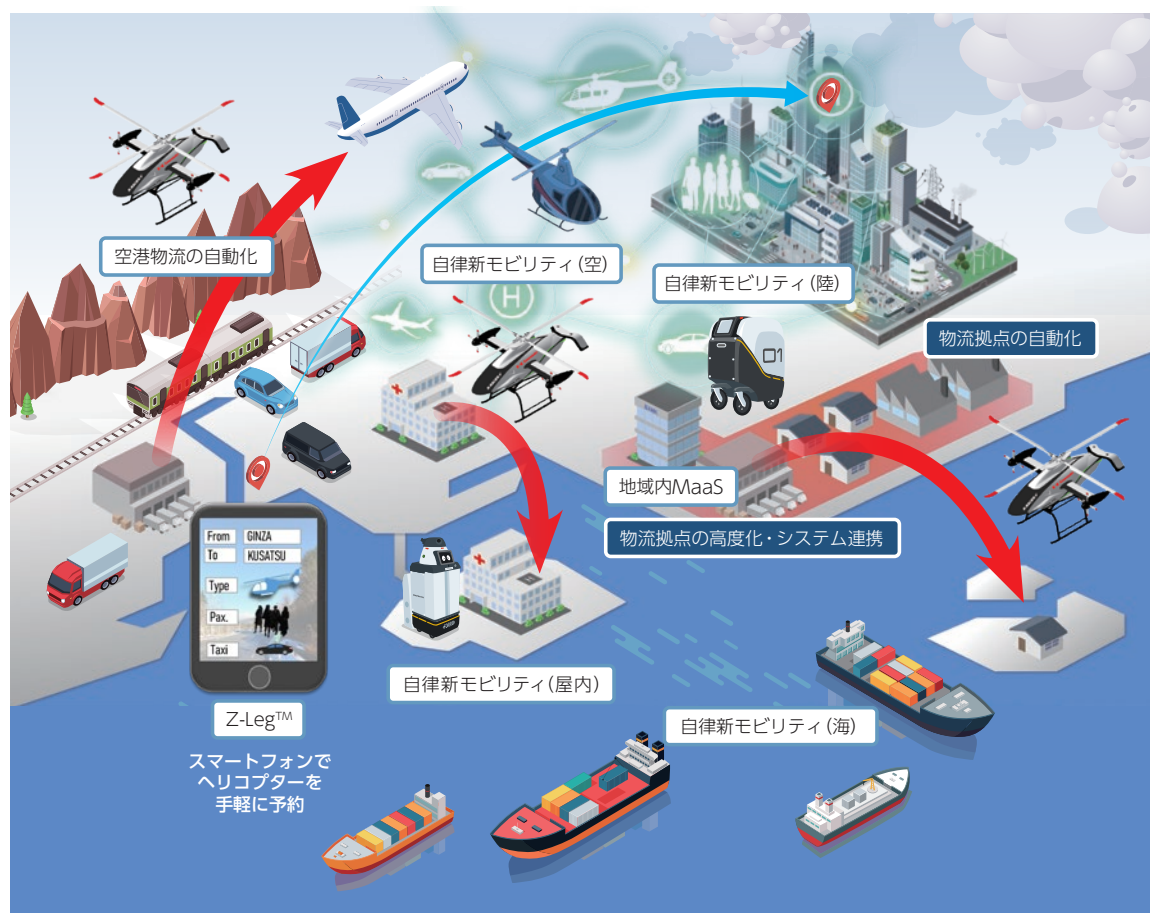 空港物流の自動化
自律新モビリティ(空)
自律新モビリティ(陸)
H
01
物流拠点の自動化
地域内MaaS
物流拠点の高度化・システム連携
From GINZA
To KUSATSU
Type
Pax.
Taxi
自律新モビリティ(屋内)
Z-Leg™
自律新モビリティ(海)
スマートフォンで
ヘリコプターを
手軽に予約